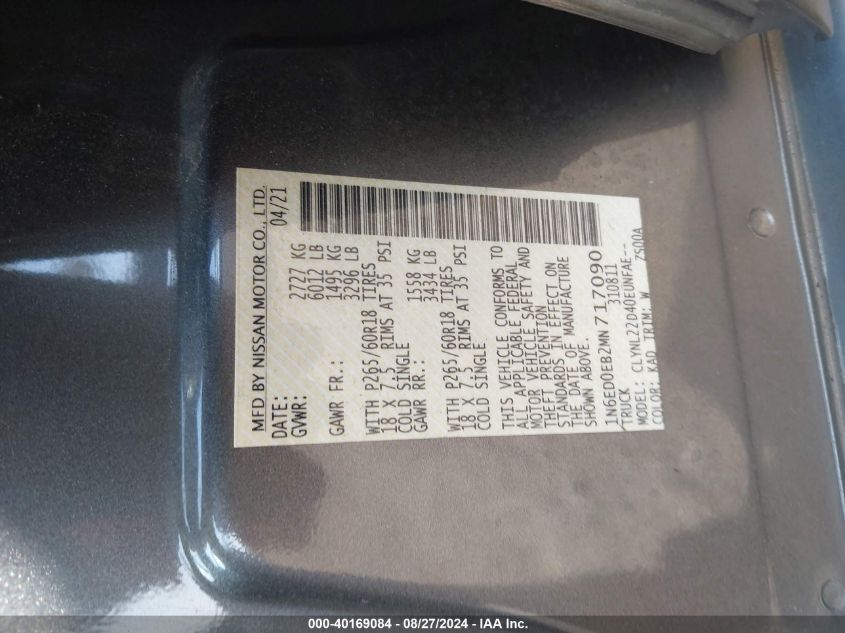 MFD BY NISSAN MOTOR CO., LTD.
DATE: 04/21
GVWR: 2727 KG
6012 LB
GAWR FR.: 1495 KG
3296 LB
WITH P265/60R18 TIRES
18 X 7.5 RIMS AT 35 PSI
COLD SINGLE
GAWR RR.: 1558 KG
3434 LB
WITH P265/60R18 TIRES
18 X 7.5 RIMS AT 35 PSI
COLD SINGLE
THIS VEHICLE CONFORMS TO
ALL APPLICABLE FEDERAL
MOTOR VEHICLE SAFETY AND
THEFT PREVENTION
STANDARDS IN EFFECT ON
THE DATE OF MANUFACTURE
SHOWN ABOVE.
1N6ED0EB2MN717090
TRUCK 310811
MODEL: CLYNL22D40EUNFAE--
COLOR: KAD TRIM: W ZS00A
000-40169084 - 08/27/2024 - IAA Inc.